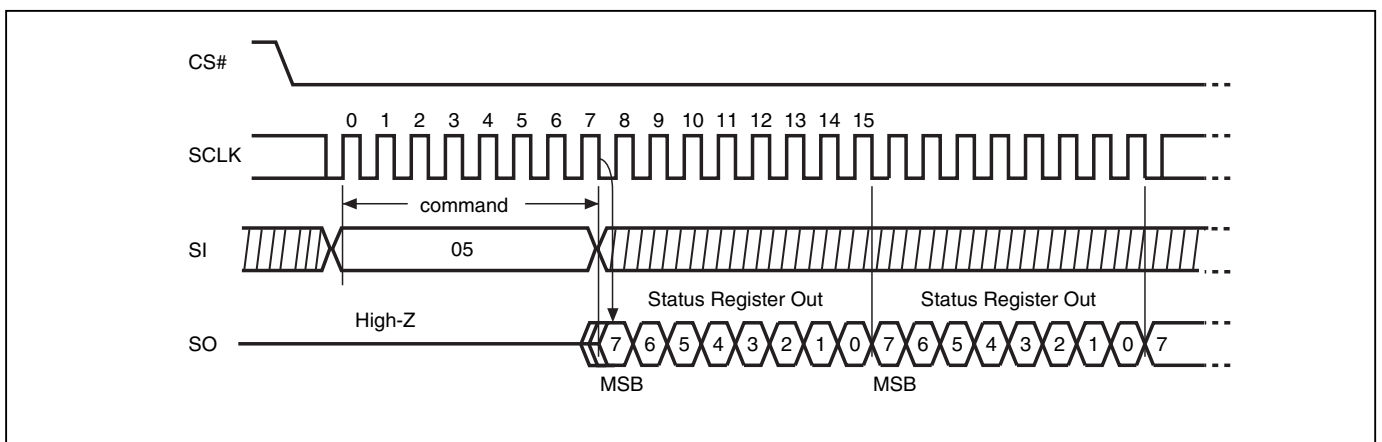 CS#
0 1 2 3 4 5 6 7 8 9 10 11 12 13 14 15
SCLK
command
SI
05
Status Register Out Status Register Out
High-Z
SO
7 6 5 4 3 2 1 0 7 6 5 4 3 2 1 0 7
MSB MSB